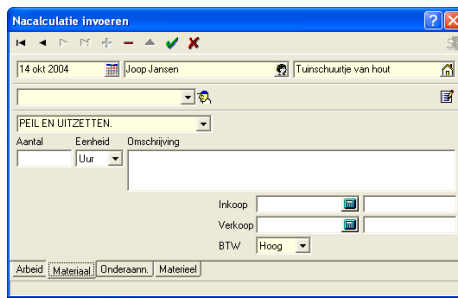 Nacalculatie invoeren
14 okt 2004 Joop Jansen Tuinschuurtje van hout
PEIL EN UITZETTEN.
Aantal Eenheid Omschrijving
Uur
Inkoop
Verkoop
BTW Hoog
Arbeid Materiaal Onderaann. Materieel